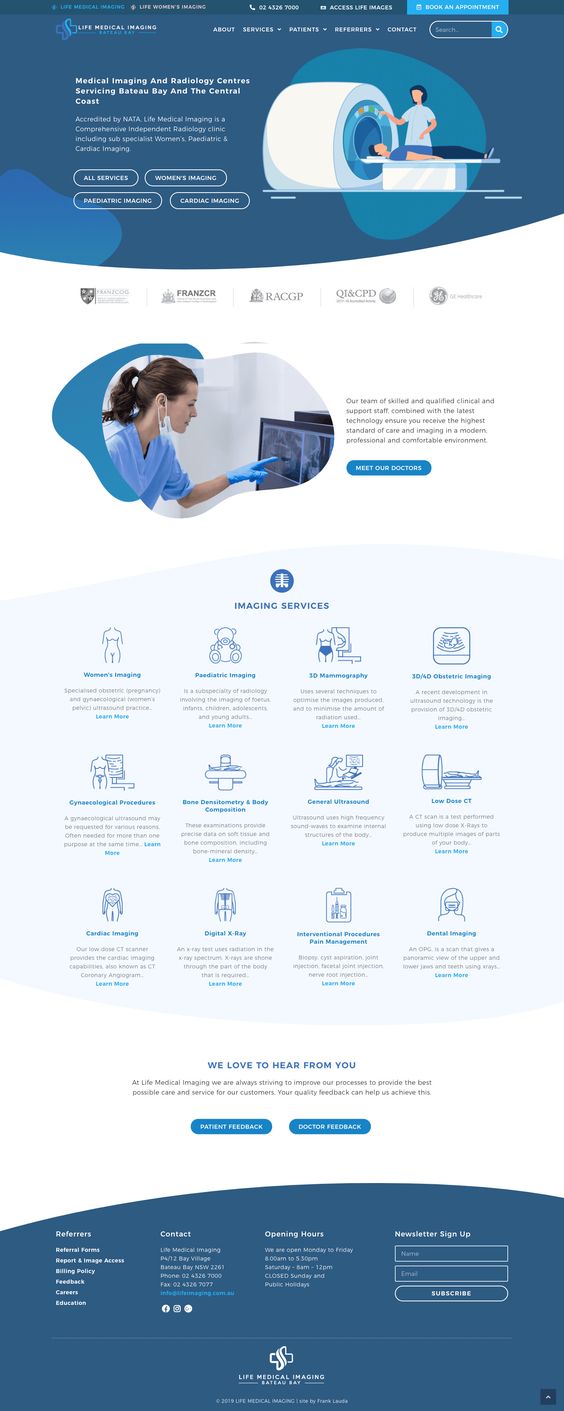 LIFE MEDICAL IMAGING
LIFE WOMEN'S IMAGING
02 4326 7000
ACCESS LIFE IMAGES
BOOK AN APPOINTMENT
LIFE MEDICAL IMAGING
BATEAU BAY
ABOUT
SERVICES
PATIENTS
REFERRERS
CONTACT
Search...
Medical Imaging And Radiology Centres
Servicing Bateau Bay And The Central
Coast
Accredited by NATA, Life Medical Imaging is a
Comprehensive Independent Radiology clinic
including sub specialist Women's, Paediatric &
Cardiac Imaging.
ALL SERVICES
WOMEN'S IMAGING
PAEDIATRIC IMAGING
CARDIAC IMAGING
FRANZCOG
FRANZCR
RACGP
QI&CPD
GE Healthcare
Our team of skilled and qualified clinical and
support staff, combined with the latest
technology ensure you receive the highest
standard of care and imaging in a modern,
professional and comfortable environment.
MEET OUR DOCTORS
IMAGING SERVICES
Women's Imaging
Specialised obstetric (pregnancy)
and gynaecological (women's
pelvic) ultrasound practice...
Learn More
Paediatric Imaging
Is a subspecialty of radiology
involving the imaging of foetus,
infants, children, adolescents,
and young adults...
Learn More
3D Mammography
Uses several techniques to
optimise the images produced,
and to minimise the amount of
radiation used...
Learn More
3D/4D Obstetric Imaging
A recent development in
ultrasound technology is the
provision of 3D/4D obstetric
imaging...
Learn More
Gynaecological Procedures
A gynaecological ultrasound may
be requested for various reasons.
Often needed for more than one
purpose at the same time... Learn
More
Bone Densitometry & Body
Composition
These examinations provide
precise data on soft tissue and
bone composition, including
bone-mineral density...
Learn More
General Ultrasound
Ultrasound uses high frequency
sound-waves to examine internal
structures of the body...
Learn More
Low Dose CT
A CT scan is a test performed
using low dose X-Rays to
produce multiple images of parts
of your body...
Learn More
Cardiac Imaging
Our low dose CT scanner
provides the cardiac imaging
capabilities, also known as CT
Coronary Angiogram...
Learn More
Digital X-Ray
An x-ray test uses radiation in the
x-ray spectrum. X-rays are shone
through the part of the body
that is required...
Learn More
Interventional Procedures
Pain Management
Biopsy, cyst aspiration, joint
injection, facetal joint injection,
nerve root injection...
Learn More
Dental Imaging
An OPG, is a scan that gives a
panoramic view of the upper and
lower jaws and teeth using xrays...
Learn More
WE LOVE TO HEAR FROM YOU
At Life Medical Imaging we are always striving to improve our processes to provide the best
possible care and service for our customers. Your quality feedback can help us achieve this.
PATIENT FEEDBACK
DOCTOR FEEDBACK
Referrers
Referral Forms
Report & Image Access
Billing Policy
Feedback
Careers
Education
Contact
Life Medical Imaging
P4/12 Bay Village
Bateau Bay NSW 2261
Phone: 02 4326 7000
Fax: 02 4326 7077
info@lifeimaging.com.au
Opening Hours
We are open Monday to Friday
8.00am to 5.30pm
Saturday - 8am – 12pm
CLOSED Sunday and
Public Holidays
Newsletter Sign Up
Name
Email
SUBSCRIBE
LIFE MEDICAL IMAGING
BATEAU BAY
© 2019 LIFE MEDICAL IMAGING | site by Frank Lauda